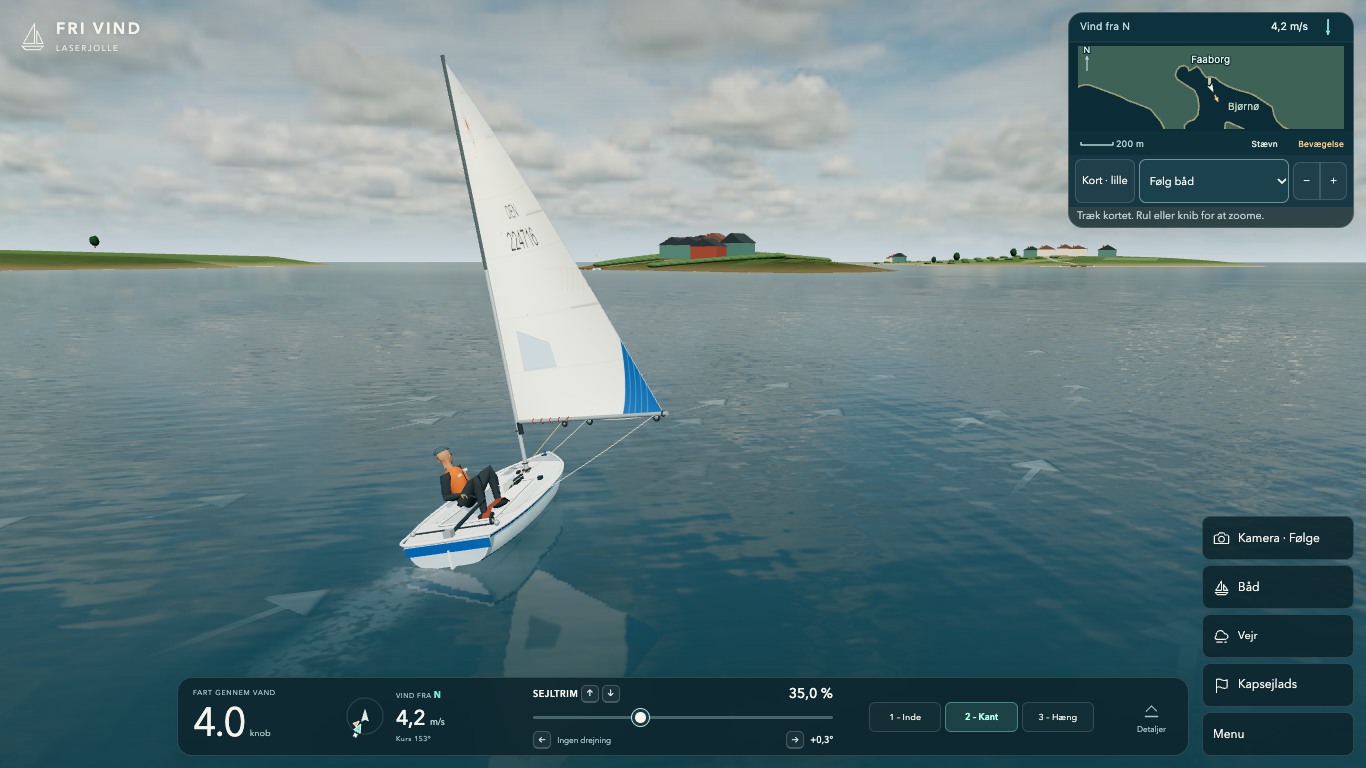 FRI VIND
LASERJOLLE
Vind fra N
4,2 m/s
N
Faaborg
Bjørnø
200 m
Stævn
Bevægelse
Kort · lille
Følg båd
−
+
Træk kortet. Rul eller knib for at zoome.
DEN
224716
Kamera · Følge
Båd
Vejr
Kapsejlads
Menu
FART GENNEM VAND
4.0 knob
VIND FRA N
4,2 m/s
Kurs 153°
SEJLTRIM ↑ ↓
35,0 %
← Ingen drejning
→ +0,3°
1 - Inde
2 - Kant
3 - Hæng
Detaljer